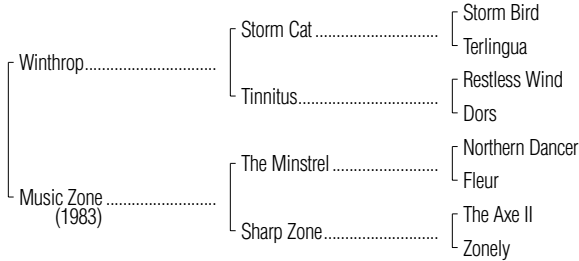 Storm Bird
Storm Cat
Terlingua
Winthrop
Restless Wind
Tinnitus
Dors
Northern Dancer
The Minstrel
Fleur
Music Zone
(1983)
The Axe II
Sharp Zone
Zonely